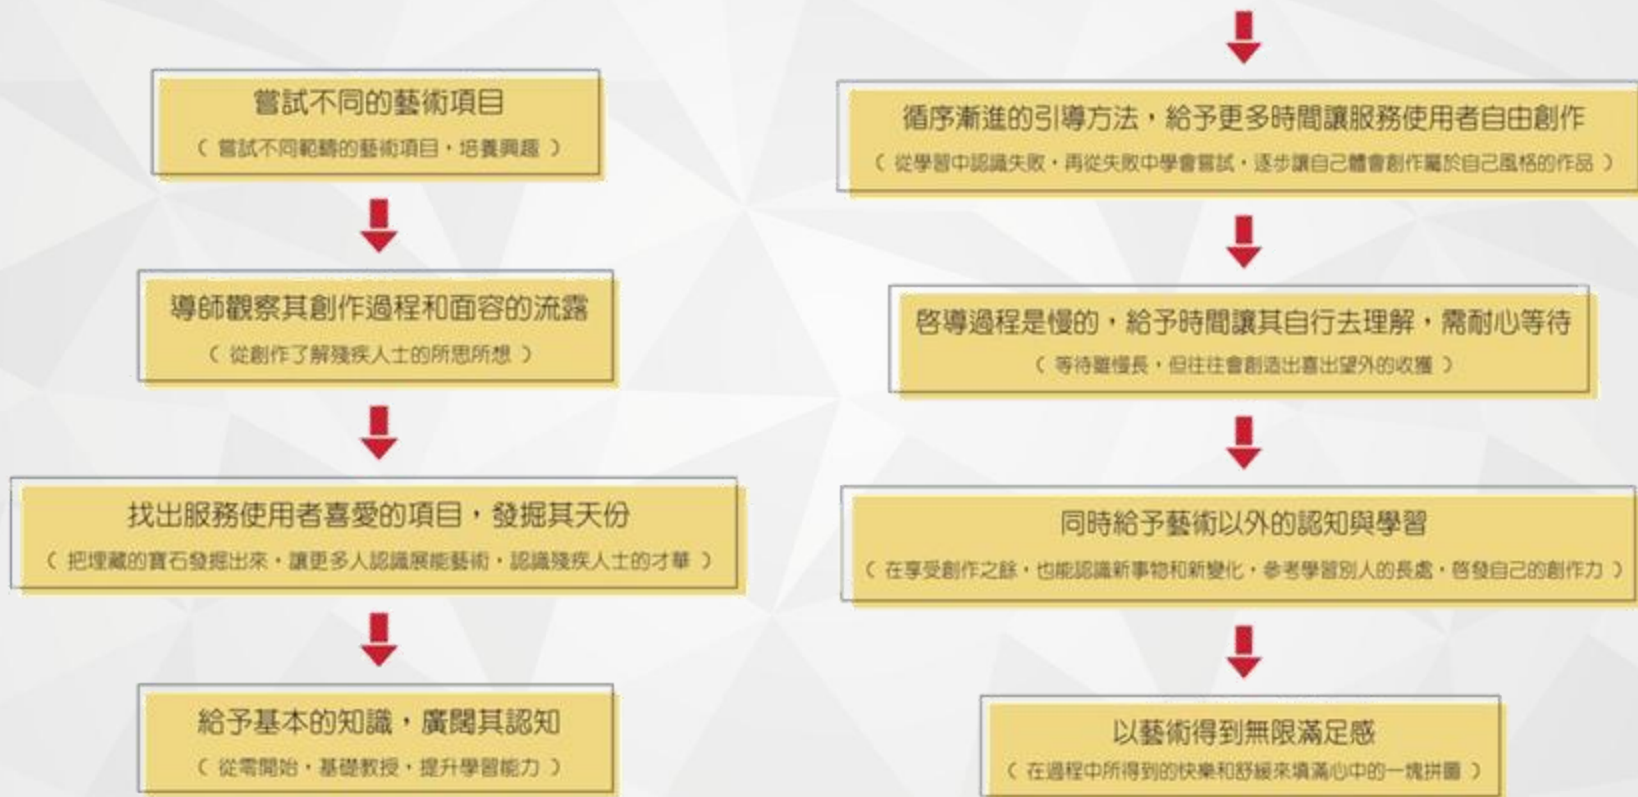 嘗試不同的藝術項目
（ 嘗試不同範疇的藝術項目，培養興趣 ）
導師觀察其創作過程和面容的流露
（ 從創作了解殘疾人士的所思所想 ）
找出服務使用者喜愛的項目，發掘其天份
（ 把埋藏的寶石發掘出來，讓更多人認識展能藝術，認識殘疾人士的才華 ）
給予基本的知識，廣闊其認知
（ 從零開始，基礎教授，提升學習能力 ）
循序漸進的引導方法，給予更多時間讓服務使用者自由創作
（ 從學習中認識失敗，再從失敗中學會嘗試，逐步讓自己體會創作屬於自己風格的作品 ）
啓導過程是慢的，給予時間讓其自行去理解，需耐心等待
（ 等待雖慢長，但往往會創造出喜出望外的收獲 ）
同時給予藝術以外的認知與學習
（ 在享受創作之餘，也能認識新事物和新變化，參考學習別人的長處，啓發自己的創作力 ）
以藝術得到無限滿足感
（ 在過程中所得到的快樂和舒緩來填滿心中的一塊拼圖 ）